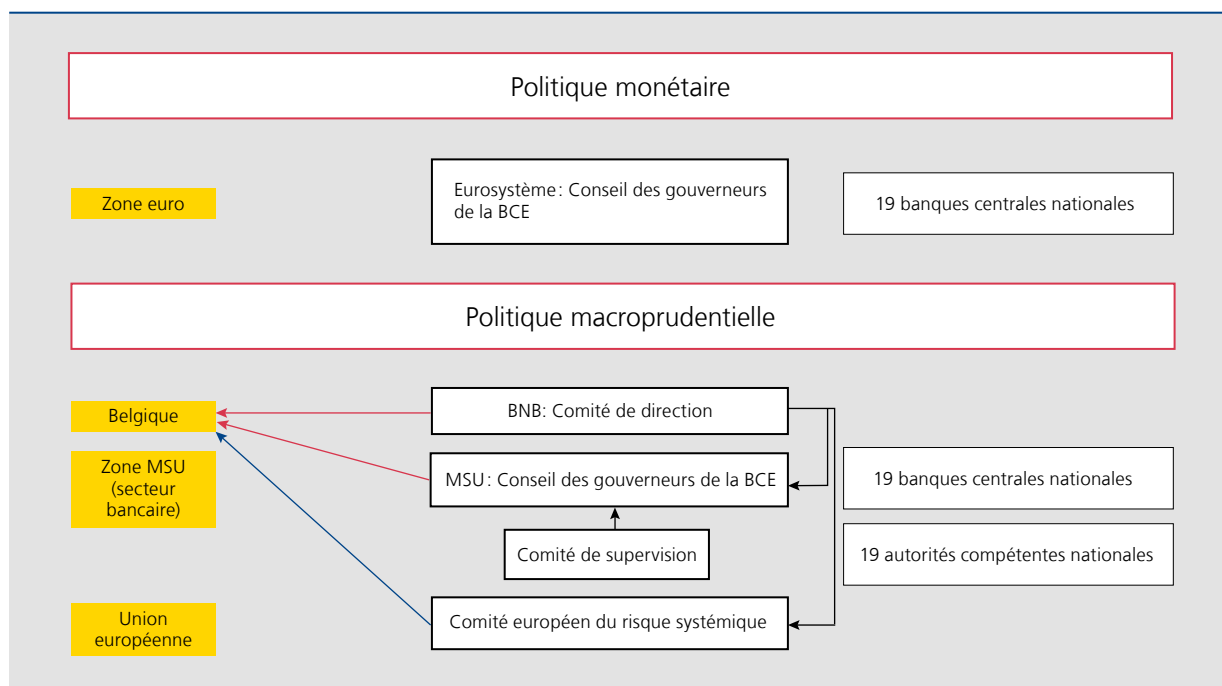 Politique monétaire
Zone euro
Eurosystème : Conseil des gouverneurs
de la BCE
19 banques centrales nationales
Politique macroprudentielle
Belgique
BNB: Comité de direction
Zone MSU
(secteur
bancaire)
MSU : Conseil des gouverneurs de la BCE
19 banques centrales nationales
Comité de supervision
19 autorités compétentes nationales
Union
européenne
Comité européen du risque systémique